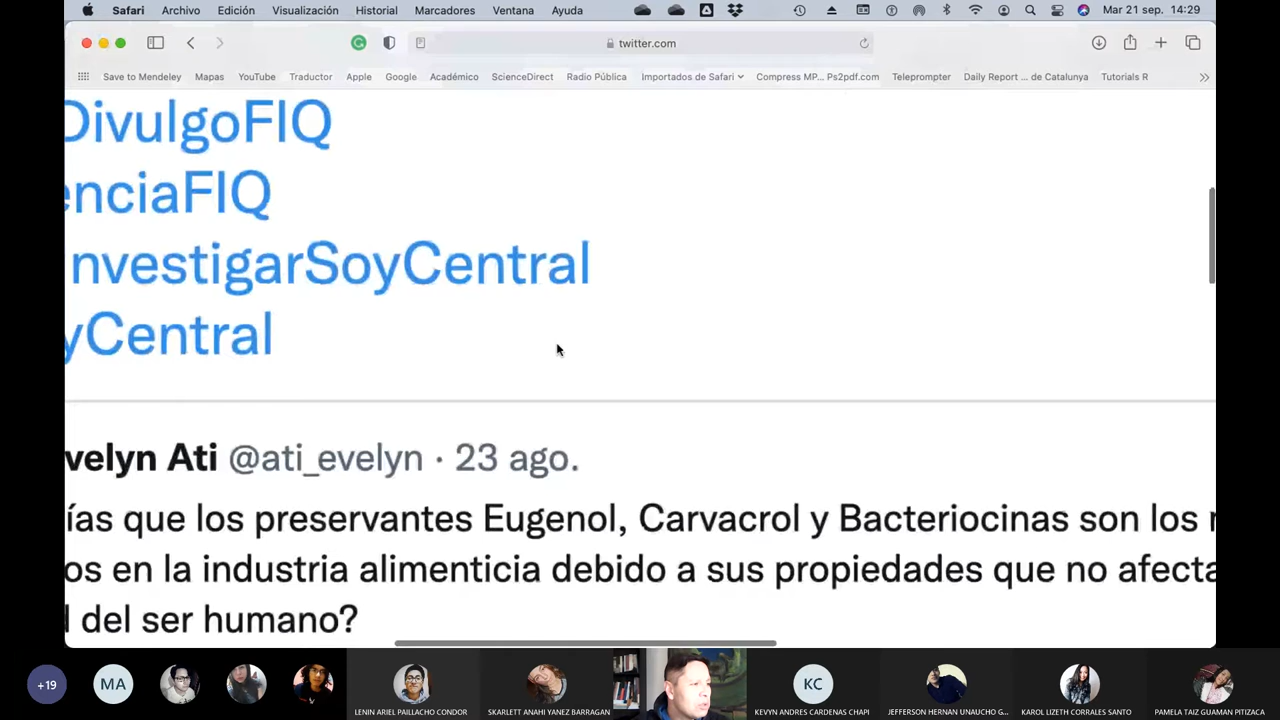 Safari Archivo Edición Visualización Historial Marcadores Ventana Ayuda Mar 21 sep. 14:29
twitter.com
Save to Mendeley Mapas YouTube Traductor Apple Google Académico ScienceDirect Radio Pública Importados de Safari Compress MP... Ps2pdf.com Teleprompter Daily Report ... de Catalunya Tutorials R
DivulgoFIQ
enciaFIQ
nvestigarSoyCentral
yCentral
velyn Ati @ati_evelyn · 23 ago.
ías que los preservantes Eugenol, Carvacrol y Bacteriocinas son los
os en la industria alimenticia debido a sus propiedades que no afecta
del ser humano?
+19 MA KC
LENIN ARIEL PAILLACHO CONDOR SKARLETT ANAHI YANEZ BARRAGAN KEVYN ANDRES CARDENAS CHAPI JEFFERSON HERNAN UNAUCHO G... KAROL LIZETH CORRALES SANTO PAMELA TAIZ GUAMAN PITIZACA